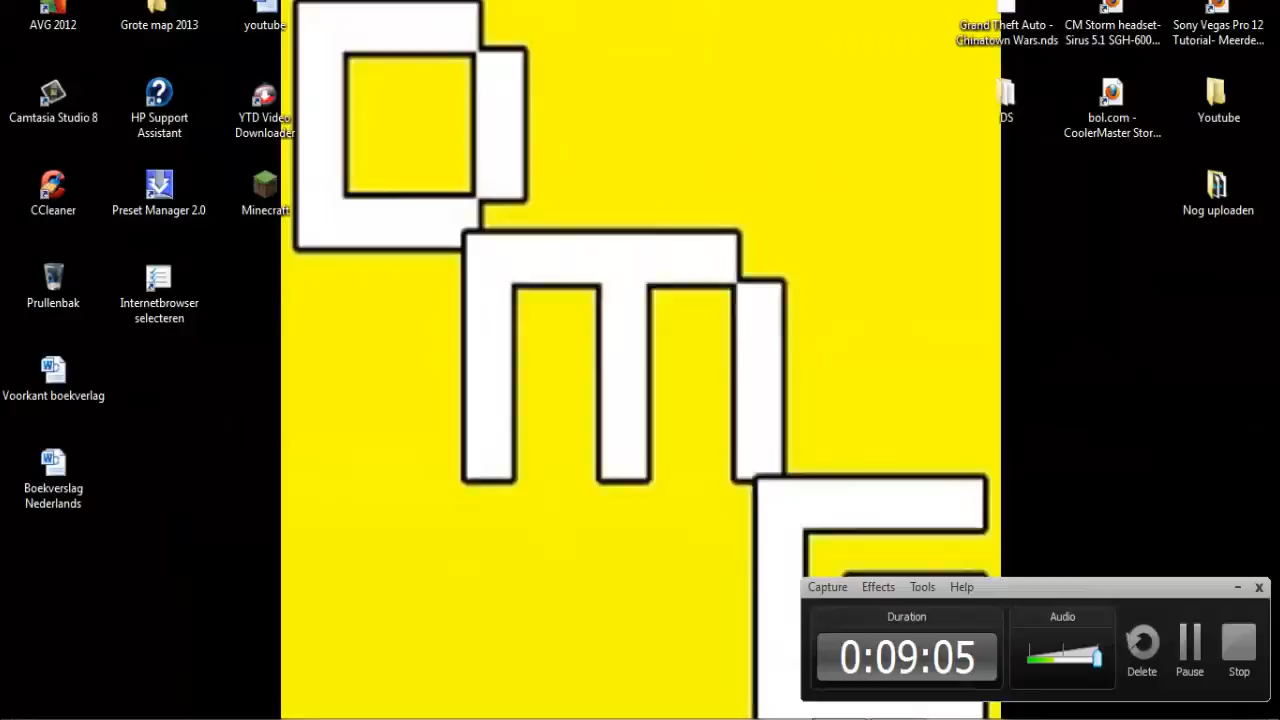 AVG 2012
Grote map 2013
youtube
Grand Theft Auto -
Chinatown Wars.nds
CM Storm headset-
Sirus 5.1 SGH-600...
Sony Vegas Pro 12
Tutorial- Meerde...
Camtasia Studio 8
HP Support
Assistant
YTD Video
Downloader
DS
bol.com -
CoolerMaster Stor...
Youtube
CCleaner
Preset Manager 2.0
Minecraft
Nog uploaden
Prullenbak
Internetbrowser
selecteren
Voorkant boekverlag
Boekverslag
Nederlands
Capture Effects Tools Help
Duration
Audio
0:09:05
Delete
Pause
Stop